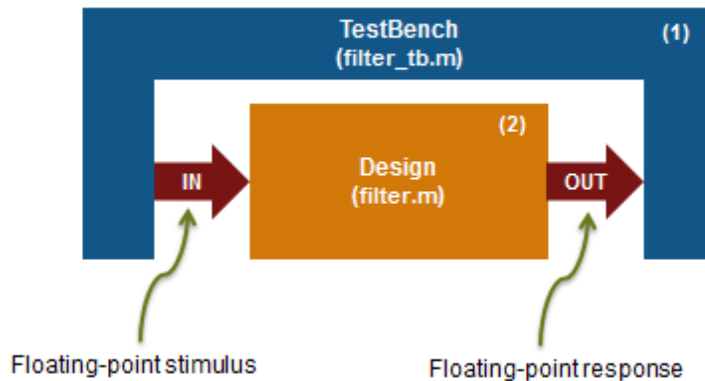 TestBench
(filter_tb.m)
(1)
(2)
Design
(filter.m)
IN
OUT
Floating-point stimulus
Floating-point response